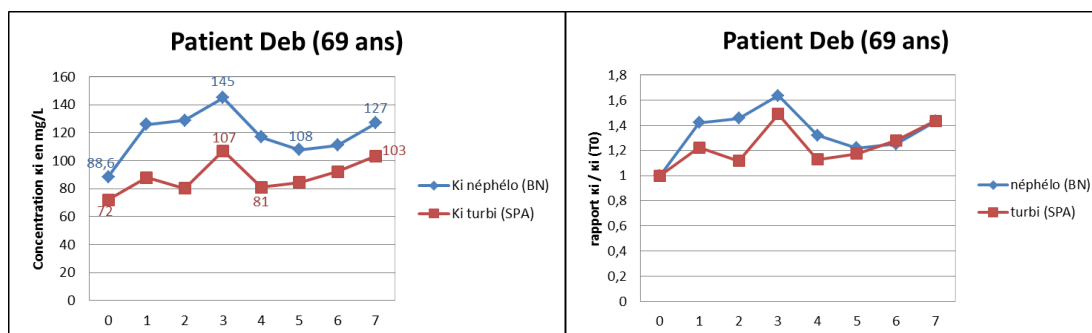 Patient Deb (69 ans)
Concentration κi en mg/L
160
140
120
100
80
60
40
20
0
88,6
145
108
127
72
107
81
103
0 1 2 3 4 5 6 7
Ki néphélo (BN)
Ki turbi (SPA)
Patient Deb (69 ans)
rapport κi / κi (T0)
1,8
1,6
1,4
1,2
1
0,8
0,6
0,4
0,2
0
0 1 2 3 4 5 6 7
néphélo (BN)
turbi (SPA)